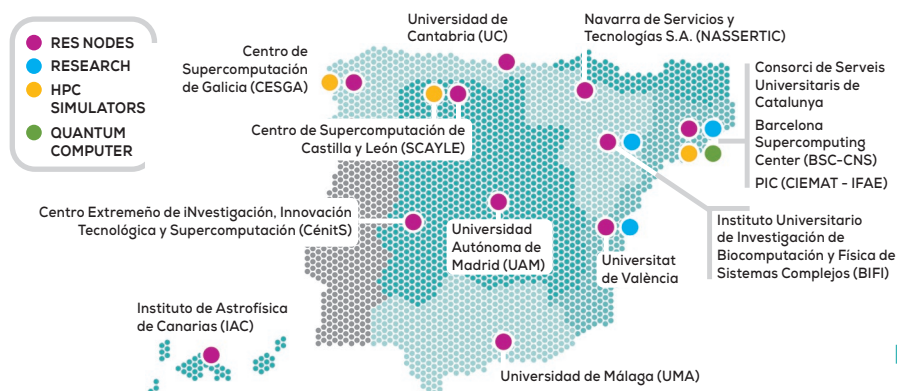 RES NODES
RESEARCH
HPC
SIMULATORS
QUANTUM
COMPUTER
Centro de
Supercomputación
de Galicia (CESGA)
Universidad de
Cantabria (UC)
Navarra de Servicios y
Tecnologías S.A. (NASSERTIC)
Consorci de Serveis
Universitaris de
Catalunya
Barcelona
Supercomputing
Center (BSC-CNS)
PIC (CIEMAT - IFAE)
Centro de Supercomputación de
Castilla y León (SCAYLE)
Centro Extremeño de iNvestigación, Innovación
Tecnológica y Supercomputación (CénitS)
Universidad
Autónoma de
Madrid (UAM)
Universitat
de València
Instituto Universitario
de Investigación de
Biocomputación y Física de
Sistemas Complejos (BIFI)
Instituto de Astrofísica
de Canarias (IAC)
Universidad de Málaga (UMA)